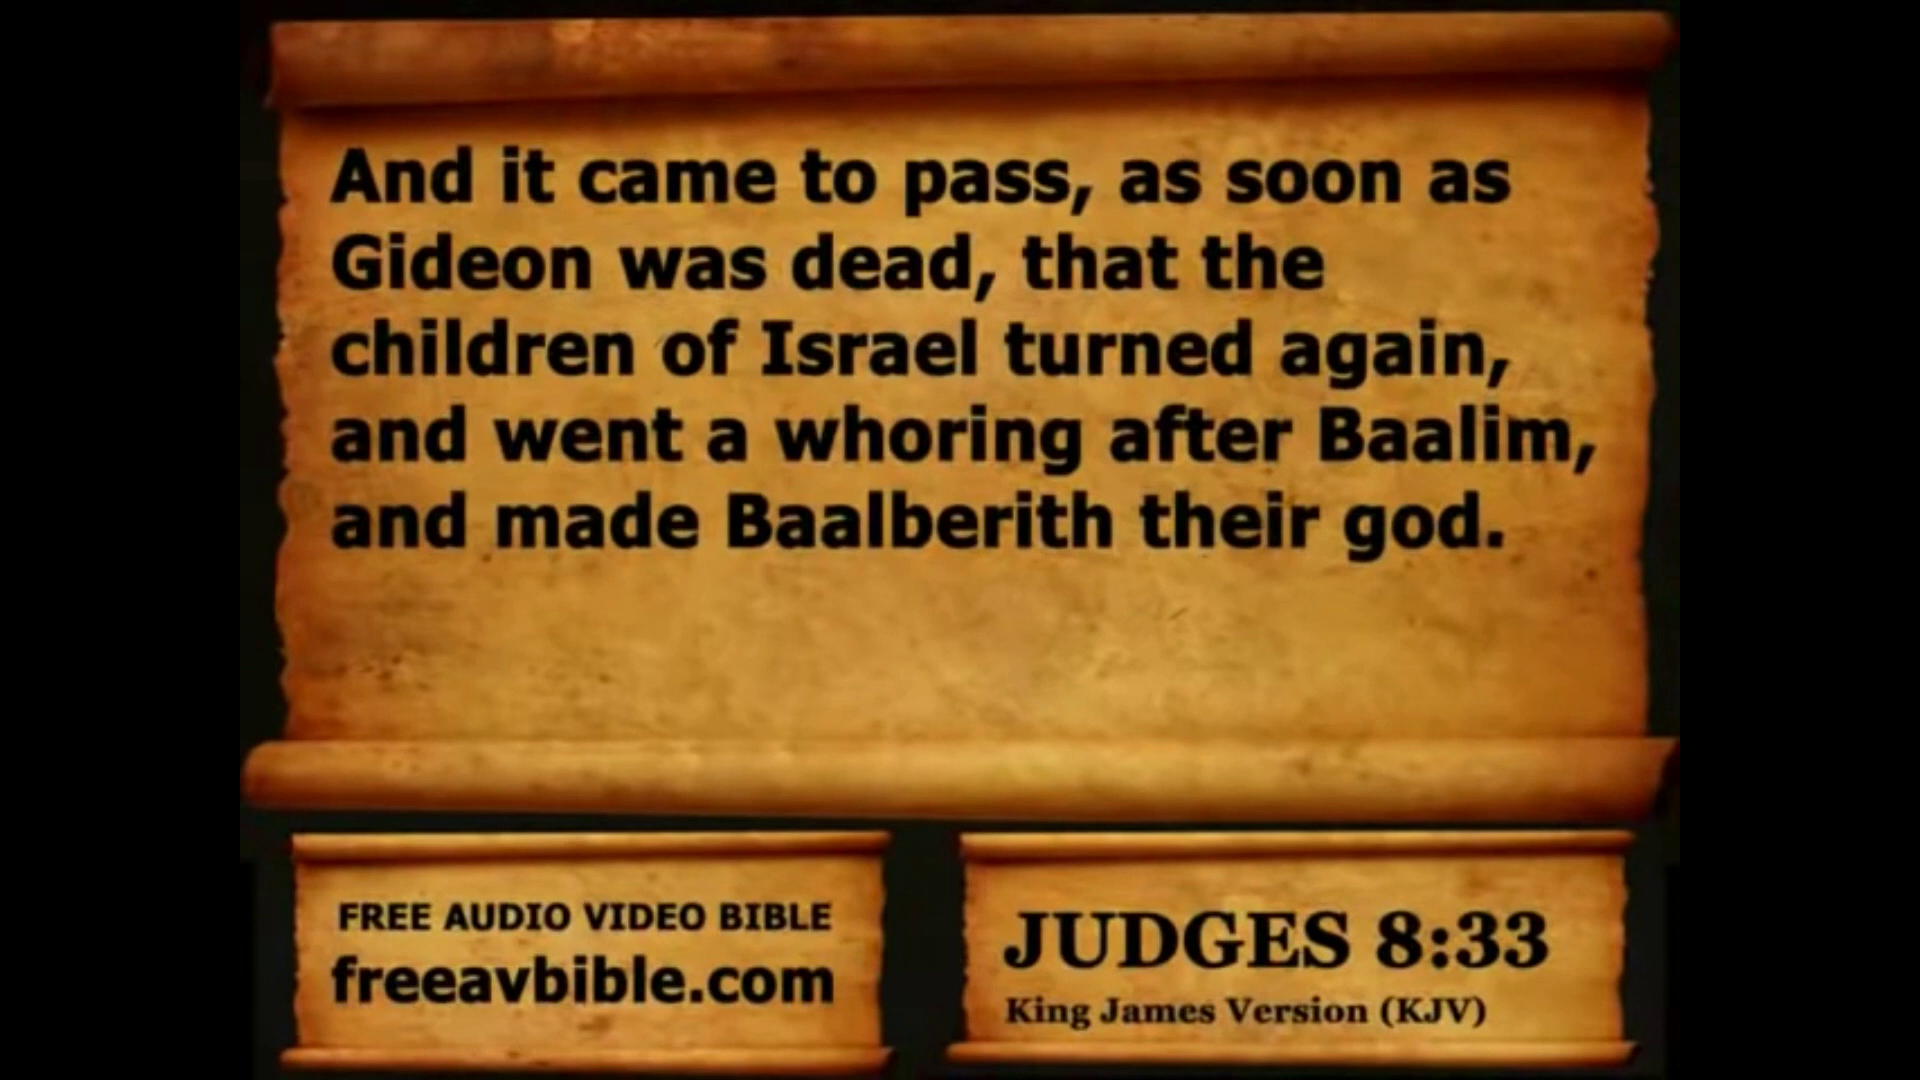 And it came to pass, as soon as
Gideon was dead, that the
children of Israel turned again,
and went a whoring after Baalim,
and made Baalberith their god.
FREE AUDIO VIDEO BIBLE
freeavbible.com
JUDGES 8:33
King James Version (KJV)